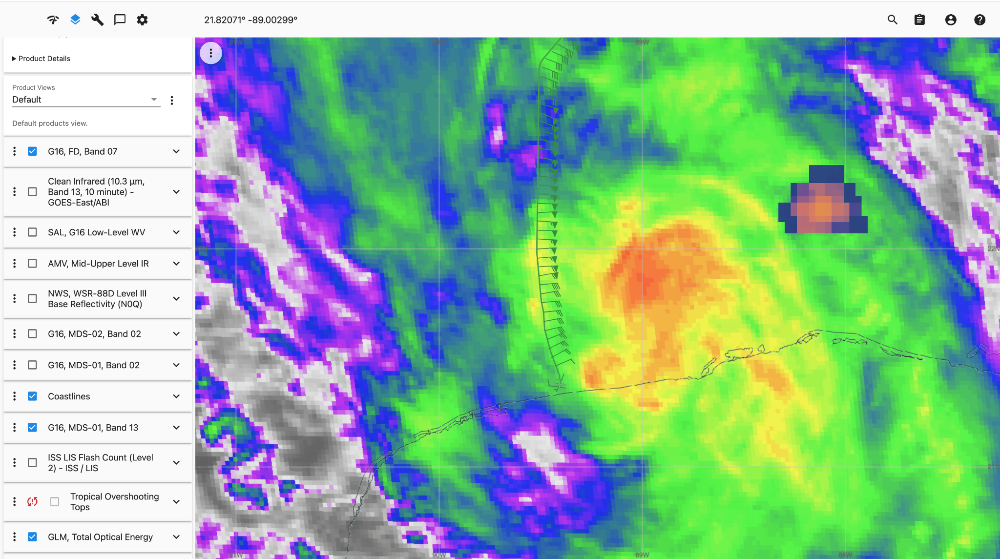 21.82071° -89.00299°
Product Details
Product Views
Default
Default products view.
G16, FD, Band 07
Clean Infrared (10.3 µm,
Band 13, 10 minute) -
GOES-East/ABI
SAL, G16 Low-Level WV
AMV, Mid-Upper Level IR
NWS, WSR-88D Level III
Base Reflectivity (N0Q)
G16, MDS-02, Band 02
G16, MDS-01, Band 02
Coastlines
G16, MDS-01, Band 13
ISS LIS Flash Count (Level
2) - ISS / LIS
Tropical Overshooting
Tops
GLM, Total Optical Energy
91W
89W
88W
22N
21N
91W
90W
89W
88W